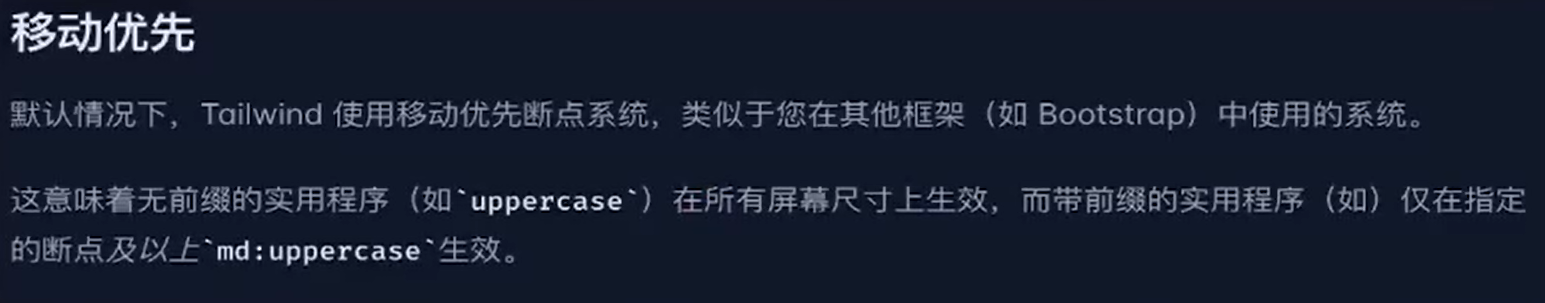 移动优先
默认情况下，Tailwind 使用移动优先断点系统，类似于您在其他框架（如 Bootstrap）中使用的系统。
这意味着无前缀的实用程序（如`uppercase`）在所有屏幕尺寸上生效，而带前缀的实用程序（如）仅在指定
的断点及以上`md:uppercase`生效。